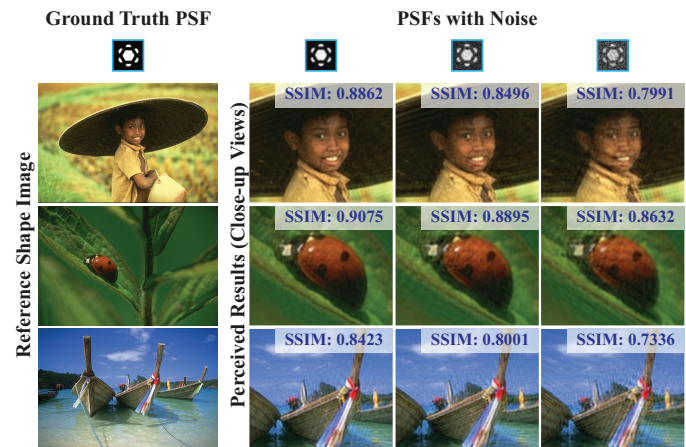 Ground Truth PSF
PSFs with Noise
Reference Shape Image
Perceived Results (Close-up Views)
SSIM: 0.8862
SSIM: 0.8496
SSIM: 0.7991
SSIM: 0.9075
SSIM: 0.8895
SSIM: 0.8632
SSIM: 0.8423
SSIM: 0.8001
SSIM: 0.7336